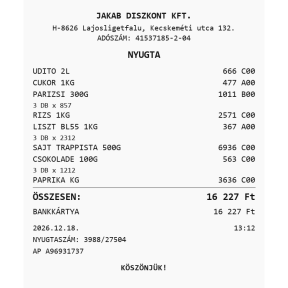 JAKAB DISZKONT KFT.
H-8626 Lajosligetfalu, Kecskeméti utca 132.
ADÓSZÁM: 41537185-2-04
NYUGTA
UDITO 2L 666 C00
CUKOR 1KG 477 A00
PARIZSI 300G 1011 B00
3 DB x 857
RIZS 1KG 2571 C00
LISZT BL55 1KG 367 A00
3 DB x 2312
SAJT TRAPPISTA 500G 6936 C00
CSOKOLADE 100G 563 C00
3 DB x 1212
PAPRIKA KG 3636 C00
ÖSSZESEN: 16 227 Ft
BANKKÁRTYA 16 227 Ft
2026.12.18. 13:12
NYUGTASZÁM: 3988/27504
AP A96931737
KÖSZÖNJÜK!